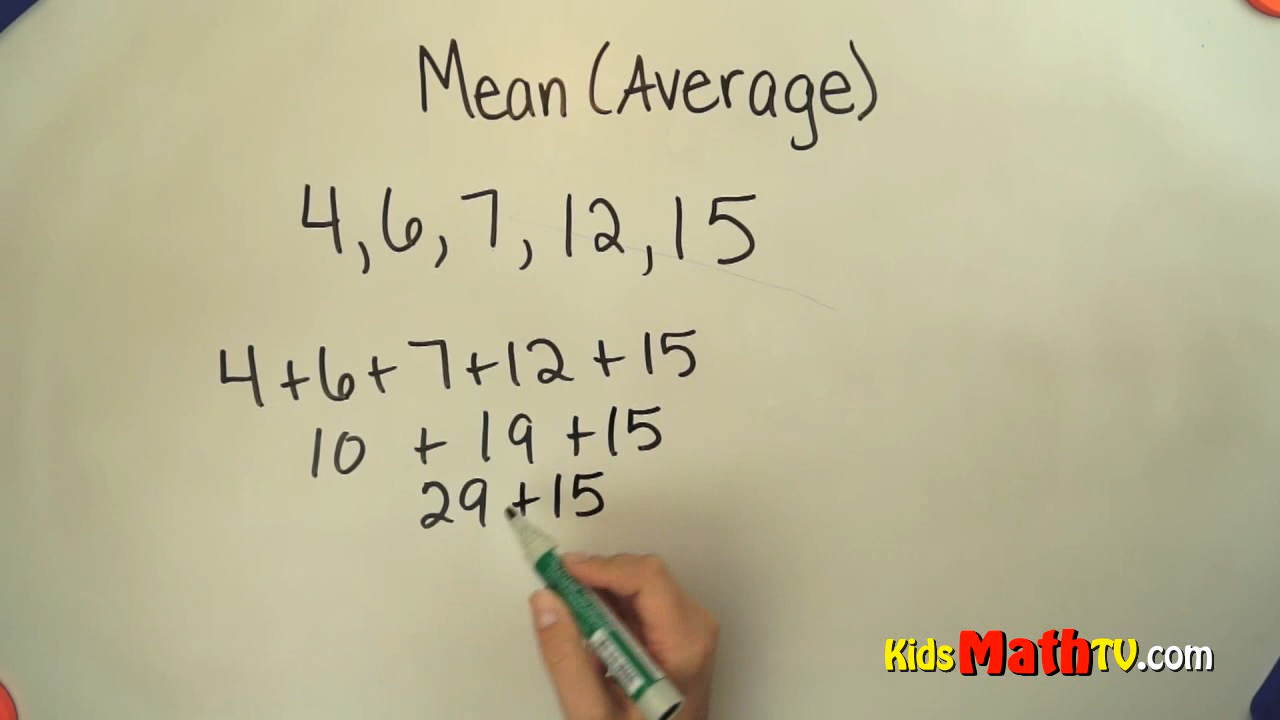 Mean (Average)
4, 6, 7, 12, 15
4+6+7+12+15
10 + 19 +15
29+15
KidsMathTV.com